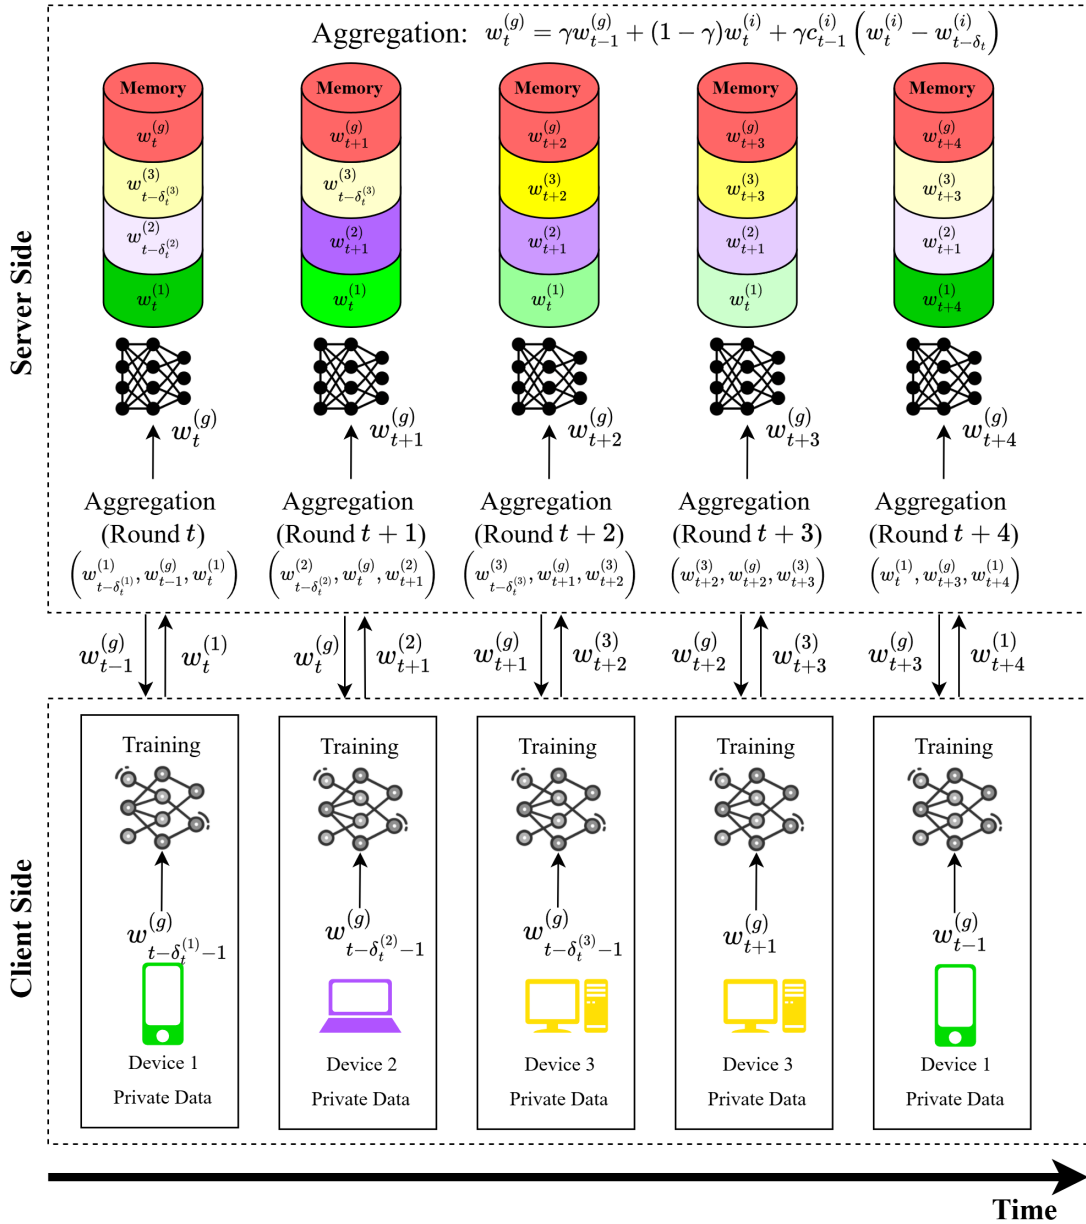 Aggregation: w_t^{(g)} = γw_{t-1}^{(g)} + (1 − γ)w_t^{(i)} + γc_{t-1}^{(i)} (w_t^{(i)} − w_{t-δ_t}^{(i)})
Memory Memory Memory Memory Memory
w_t^{(g)} w_{t+1}^{(g)} w_{t+2}^{(g)} w_{t+3}^{(g)} w_{t+4}^{(g)}
w_{t-δ_t^{(3)}}^{(3)} w_{t-δ_t^{(3)}}^{(3)} w_{t+2}^{(3)} w_{t+3}^{(3)} w_{t+3}^{(3)}
w_{t-δ_t^{(2)}}^{(2)} w_{t+1}^{(2)} w_{t+1}^{(2)} w_{t+1}^{(2)} w_{t+1}^{(2)}
w_t^{(1)} w_t^{(1)} w_t^{(1)} w_t^{(1)} w_{t+4}^{(1)}
Server Side
w_t^{(g)} w_{t+1}^{(g)} w_{t+2}^{(g)} w_{t+3}^{(g)} w_{t+4}^{(g)}
Aggregation Aggregation Aggregation Aggregation Aggregation
(Round t) (Round t + 1) (Round t + 2) (Round t + 3) (Round t + 4)
(w_{t-δ_t^{(1)}}^{(1)}, w_{t-1}^{(g)}, w_t^{(1)}) (w_{t-δ_t^{(2)}}^{(2)}, w_t^{(g)}, w_{t+1}^{(2)}) (w_{t-δ_t^{(3)}}^{(3)}, w_{t+1}^{(g)}, w_{t+2}^{(3)}) (w_{t+2}^{(3)}, w_{t+2}^{(g)}, w_{t+3}^{(3)}) (w_t^{(1)}, w_{t+3}^{(g)}, w_{t+4}^{(1)})
w_{t-1}^{(g)} w_t^{(1)} w_t^{(g)} w_{t+1}^{(2)} w_{t+1}^{(g)} w_{t+2}^{(3)} w_{t+2}^{(g)} w_{t+3}^{(3)} w_{t+3}^{(g)} w_{t+4}^{(1)}
Client Side
Training Training Training Training Training
w_{t-δ_t^{(1)}-1}^{(g)} w_{t-δ_t^{(2)}-1}^{(g)} w_{t-δ_t^{(3)}-1}^{(g)} w_{t+1}^{(g)} w_{t-1}^{(g)}
Device 1 Device 2 Device 3 Device 3 Device 1
Private Data Private Data Private Data Private Data Private Data
Time